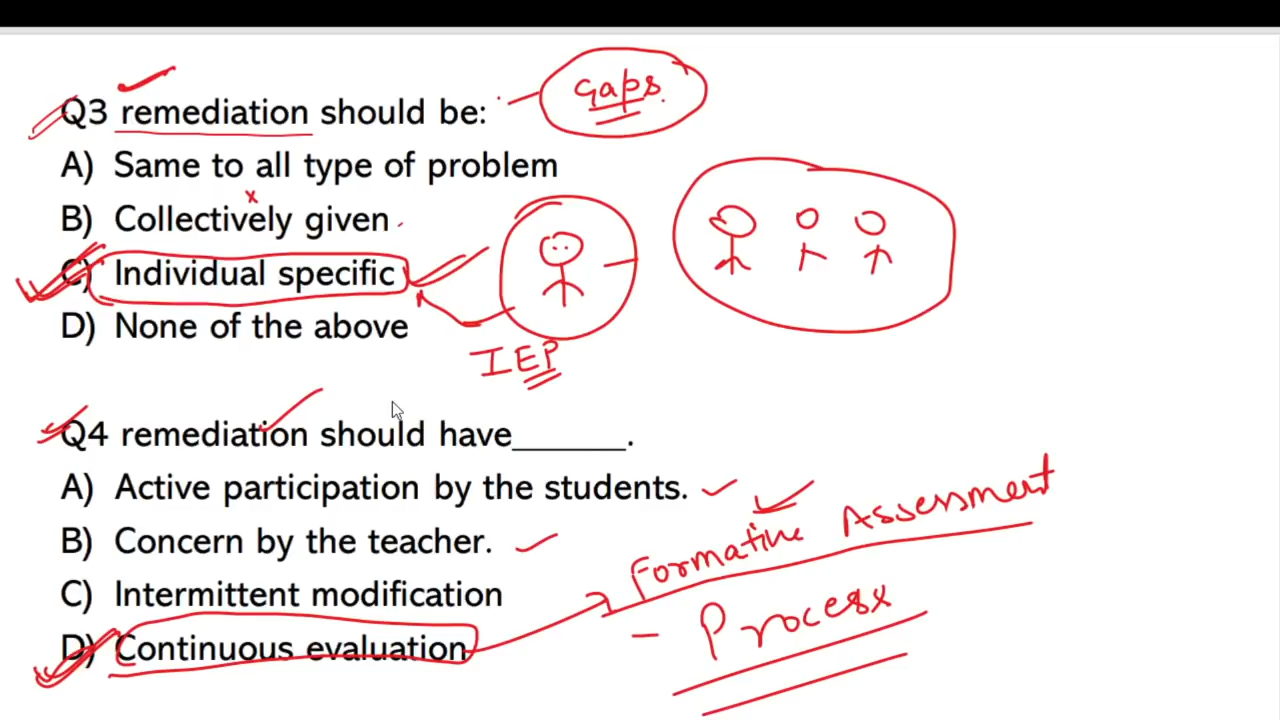 Q3 remediation should be:
Gaps
A) Same to all type of problem
B) Collectively given
C) Individual specific
D) None of the above
IEP
Q4 remediation should have______.
A) Active participation by the students.
B) Concern by the teacher.
Formative Assessment
C) Intermittent modification
- Process
D) Continuous evaluation